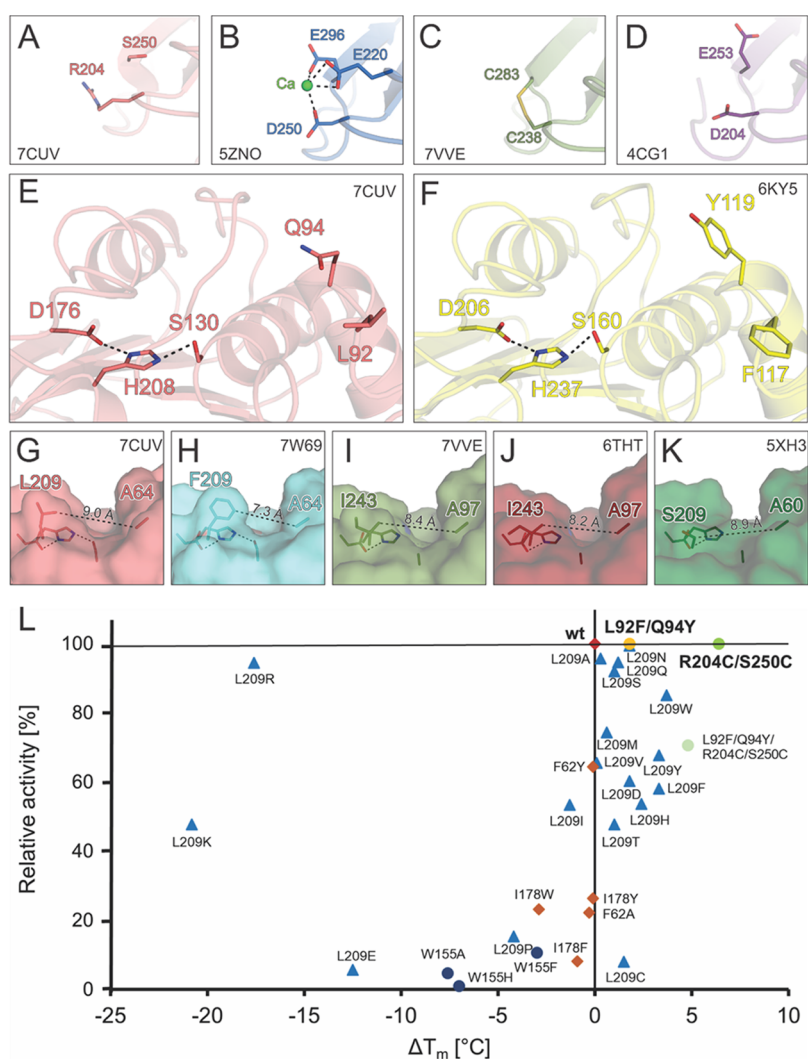 A
S250
R204
7CUV
B
E296
E220
Ca
D250
5ZNO
C
C283
C238
7VVE
D
E253
D204
4CG1
E
7CUV
Q94
D176
S130
L92
H208
F
6KY5
Y119
D206
S160
H237
F117
G
7CUV
L209
A64
9.0 Å
H
7W69
F209
A64
7.3 Å
I
7VVE
I243
A97
8.4 Å
J
6THT
I243
A97
8.2 Å
K
5XH3
S209
A60
8.9 Å
L
wt
L92F/Q94Y
100
L209A
L209N
L209R
L209Q
R204C/S250C
L209S
80
L209W
L209M
L92F/Q94Y/
R204C/S250C
F62Y
L209V
L209Y
60
L209D
L209F
L209I
L209H
L209K
L209T
40
I178W
I178Y
F62A
20
L209P
I178F
L209E
W155A
W155F
W155H
L209C
0
-25
-20
-15
-10
-5
0
5
10
Relative activity [%]
ΔTm [°C]